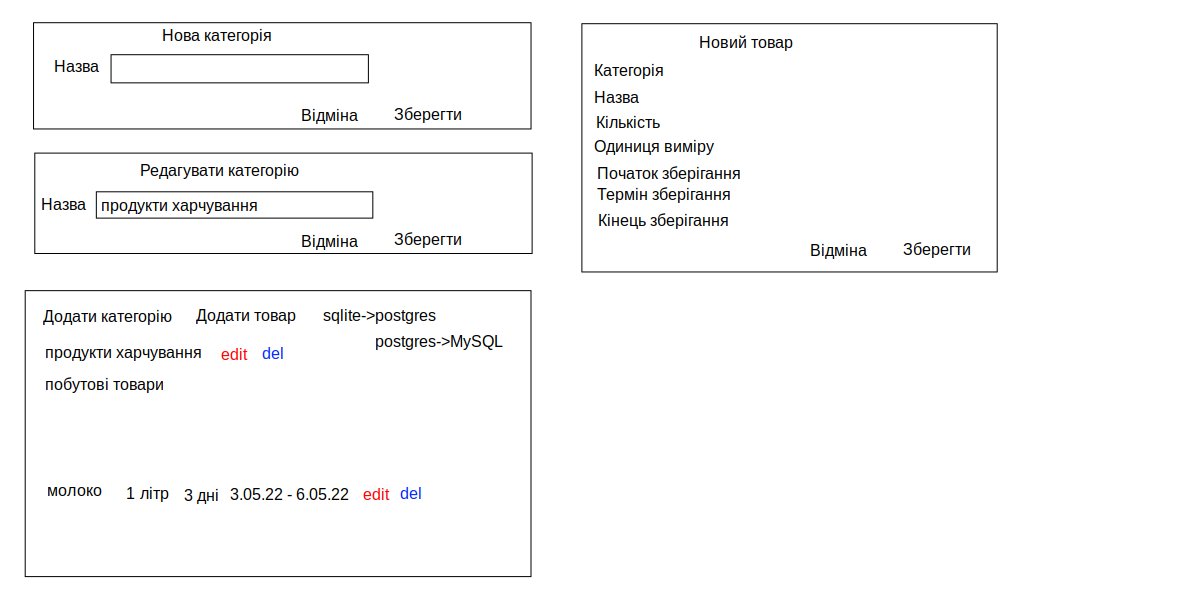 Нова категорія
Назва
Відміна Зберегти
Редагувати категорію
Назва продукти харчування
Відміна Зберегти
Додати категорію Додати товар sqlite->postgres
postgres->MySQL
продукти харчування edit del
побутові товари
молоко 1 літр 3 дні 3.05.22 - 6.05.22 edit del
Новий товар
Категорія
Назва
Кількість
Одиниця виміру
Початок зберігання
Термін зберігання
Кінець зберігання
Відміна Зберегти